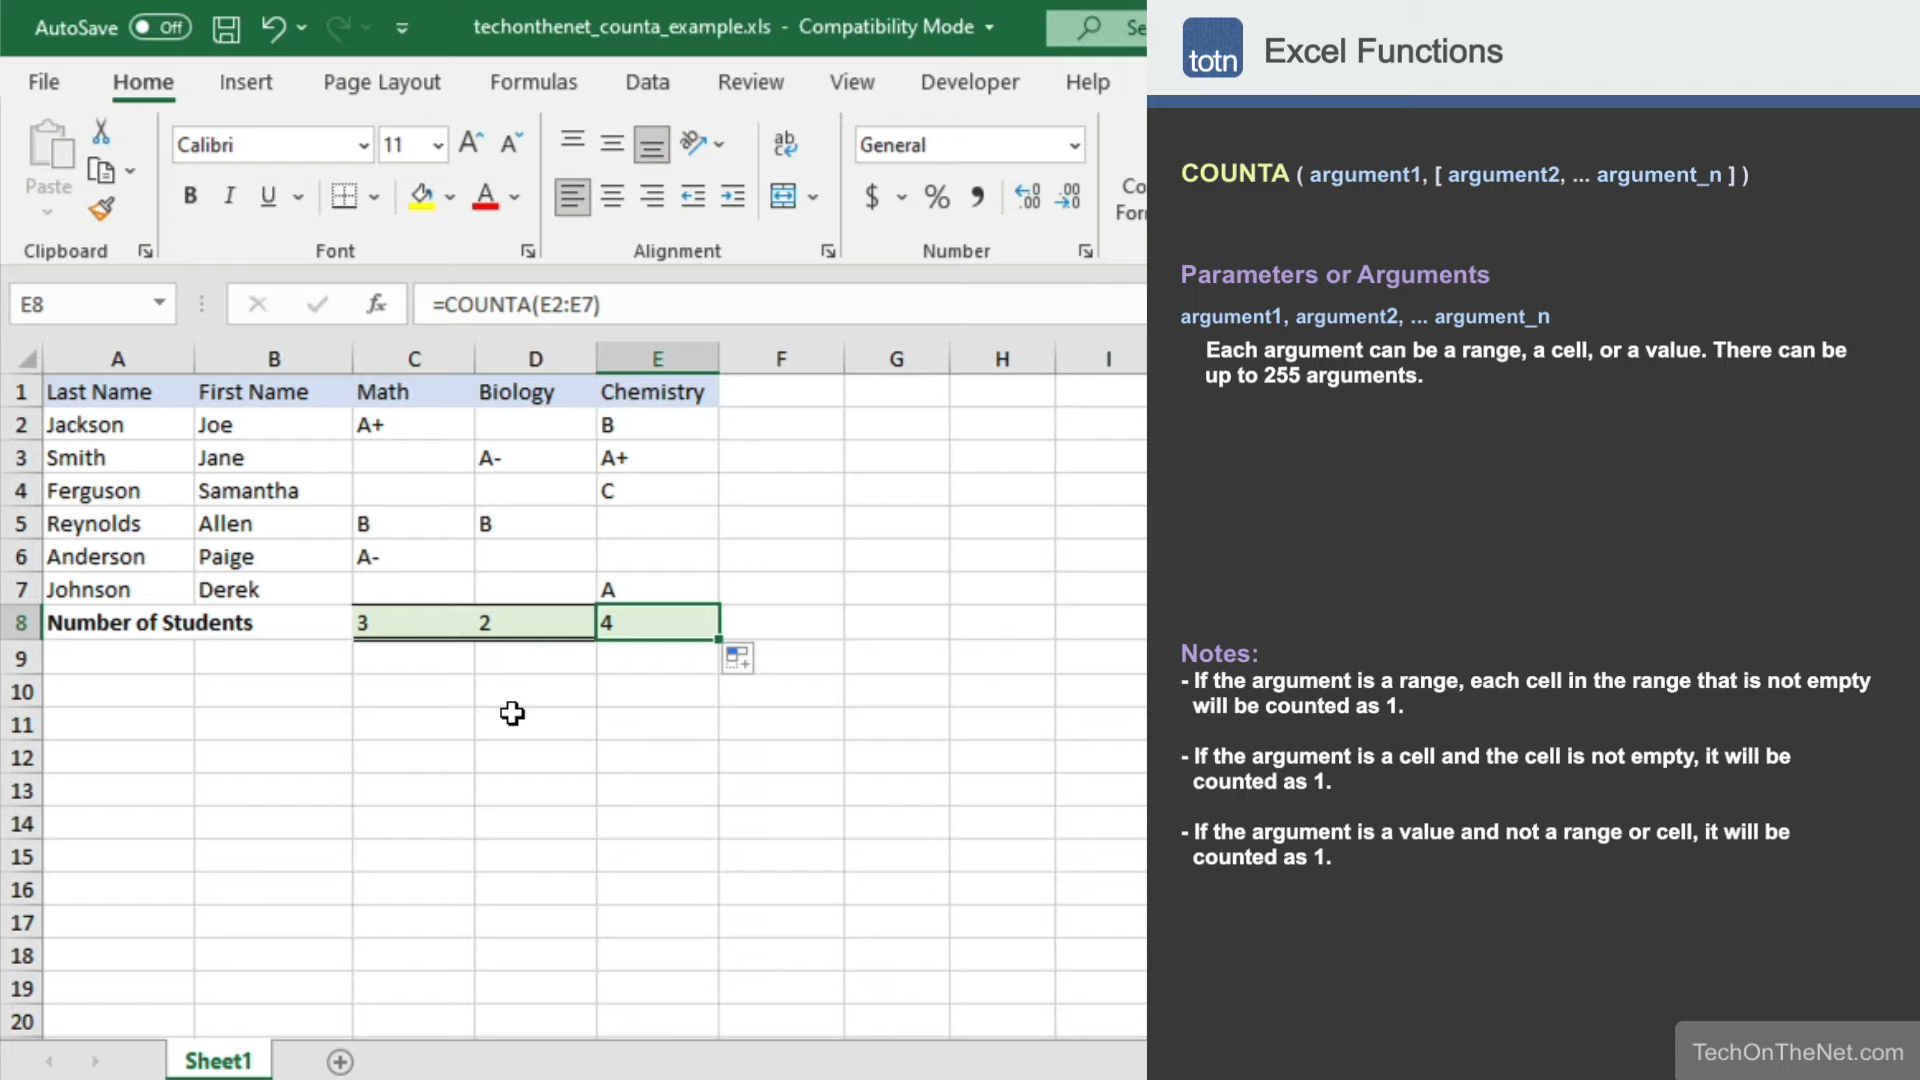 AutoSave Off techonthenet_counta_example.xls - Compatibility Mode Se
File Home Insert Page Layout Formulas Data Review View Developer Help
Paste
Calibri 11
General
B I U A $ % Co
For
Clipboard Font Alignment Number
E8 fx =COUNTA(E2:E7)
A B C D E F G H I
1 Last Name First Name Math Biology Chemistry
2 Jackson Joe A+ B
3 Smith Jane A- A+
4 Ferguson Samantha C
5 Reynolds Allen B B
6 Anderson Paige A-
7 Johnson Derek A
8 Number of Students 3 2 4
9
10
11
12
13
14
15
16
17
18
19
20
Sheet1
totn Excel Functions
COUNTA ( argument1, [ argument2, ... argument_n ] )
Parameters or Arguments
argument1, argument2, ... argument_n
Each argument can be a range, a cell, or a value. There can be
up to 255 arguments.
Notes:
- If the argument is a range, each cell in the range that is not empty
will be counted as 1.
- If the argument is a cell and the cell is not empty, it will be
counted as 1.
- If the argument is a value and not a range or cell, it will be
counted as 1.
TechOnTheNet.com